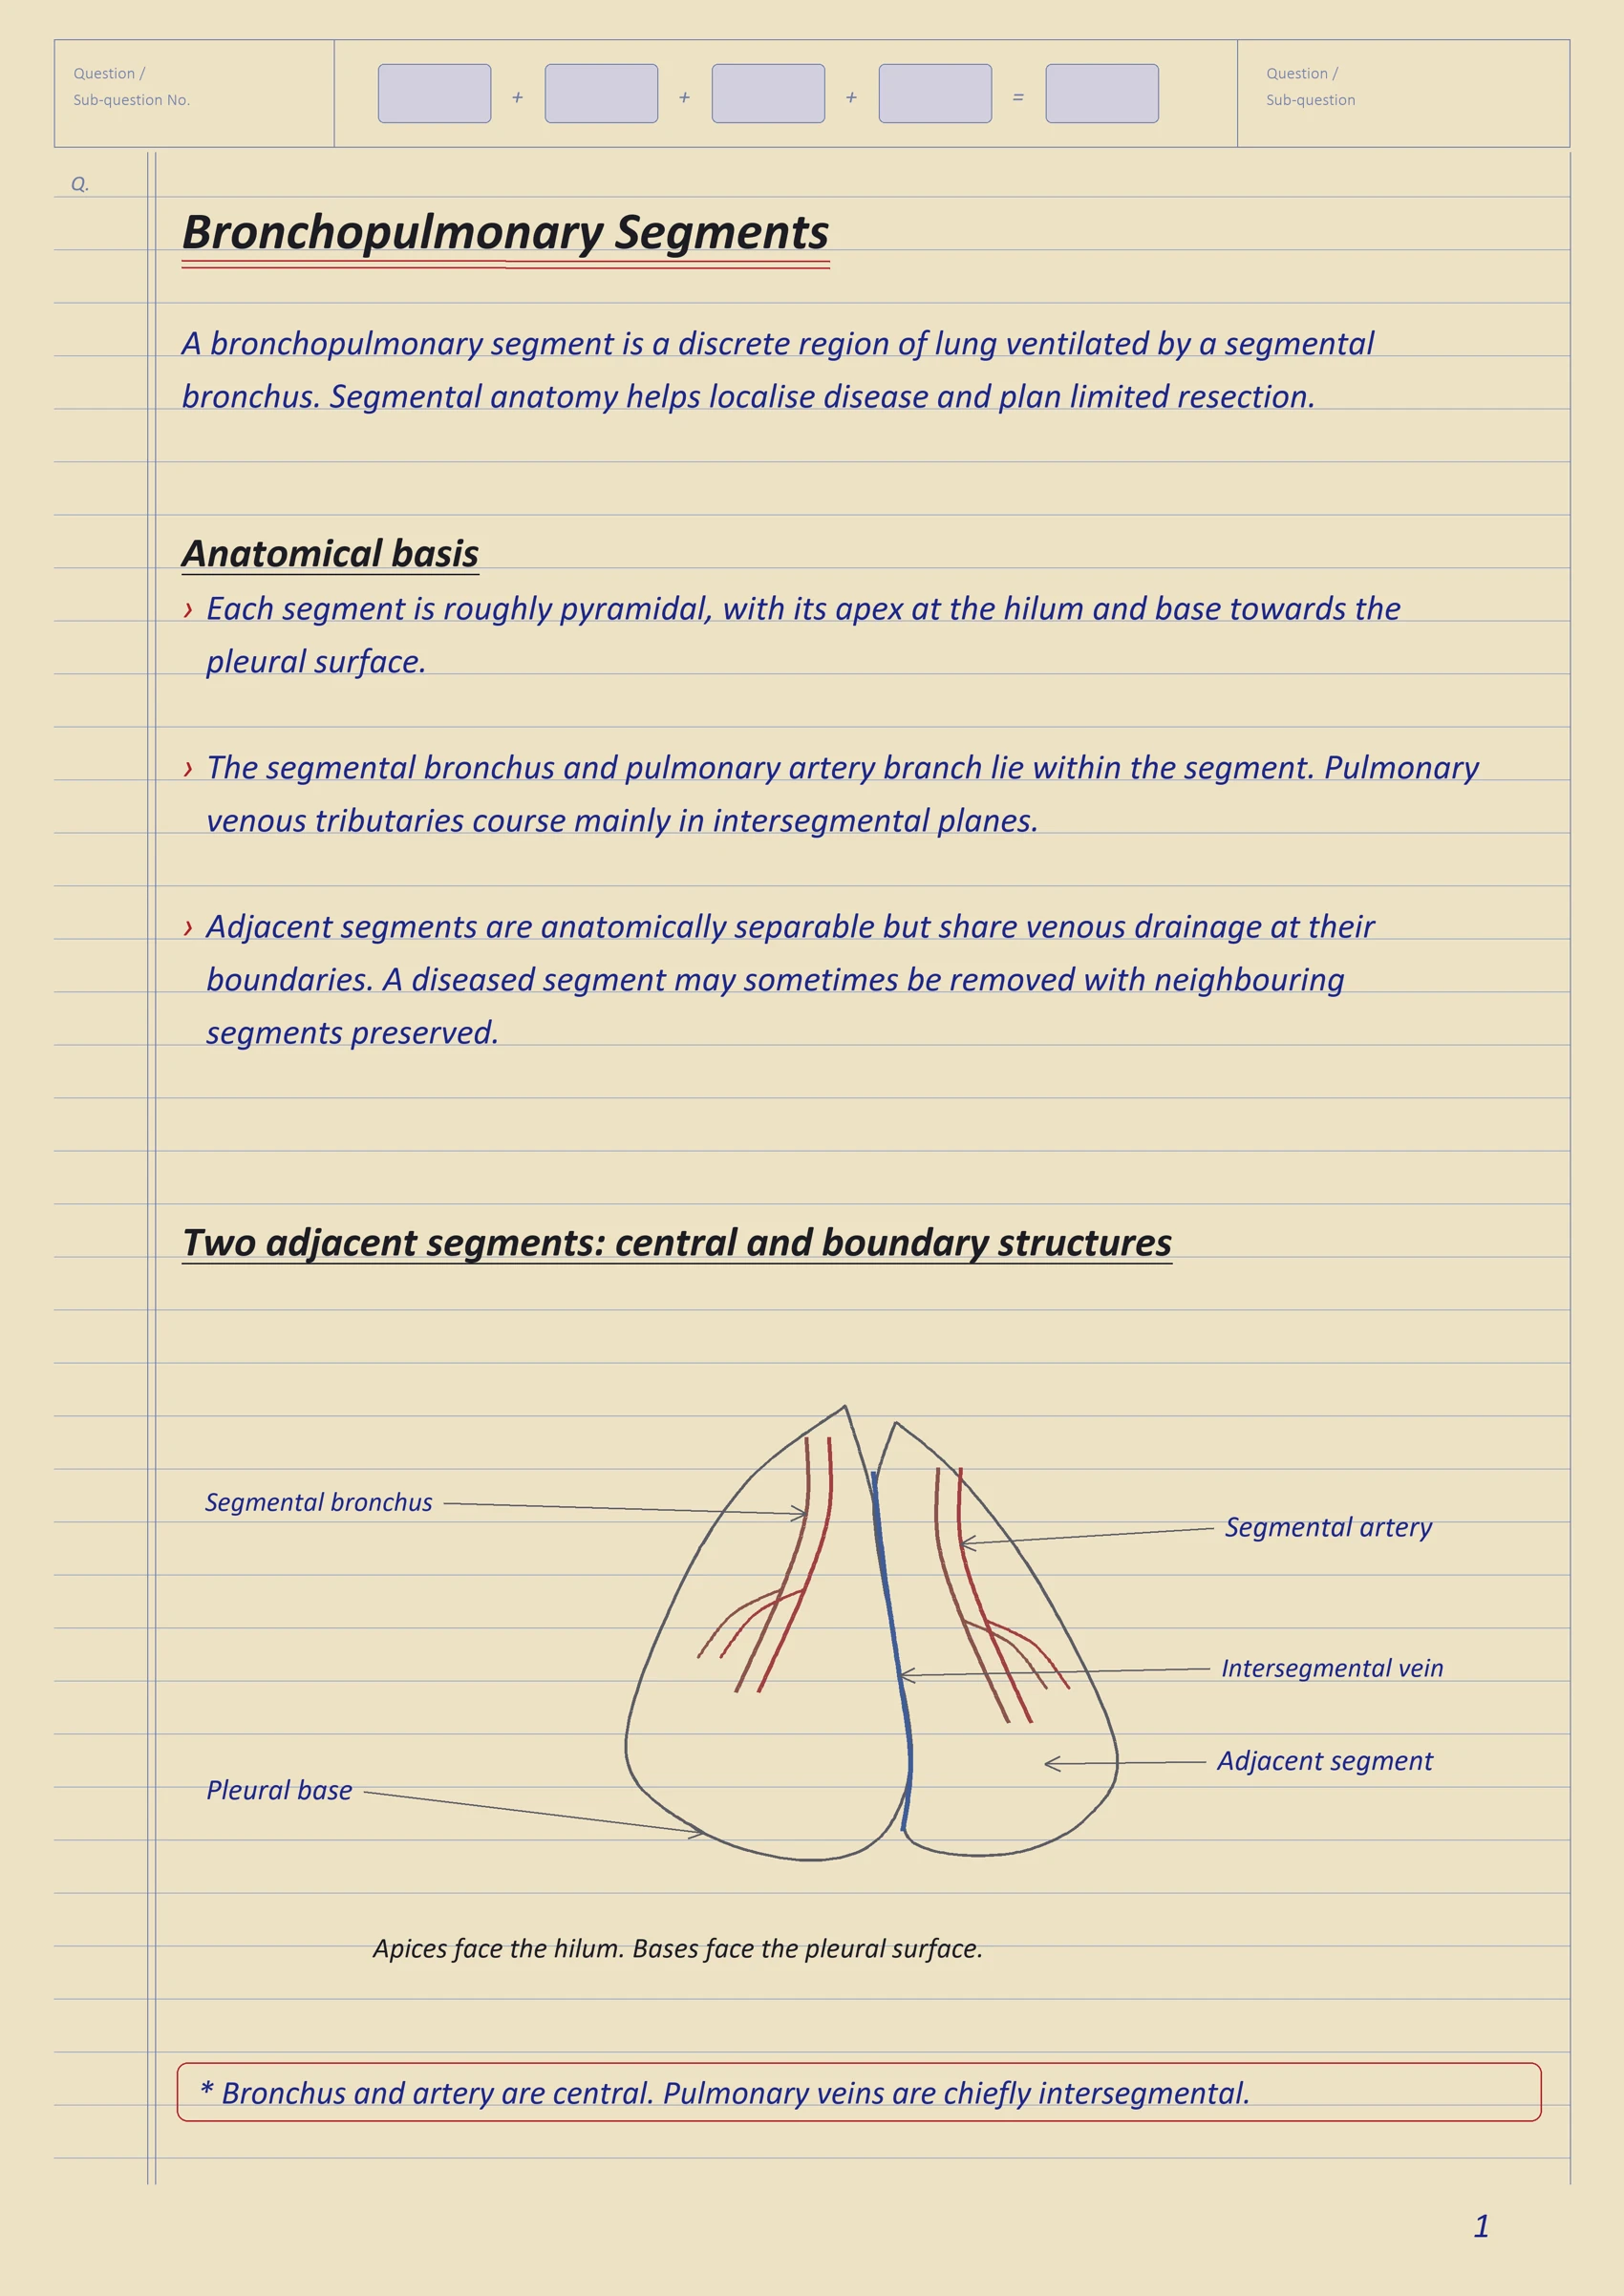 Question /
Sub-question No.
+ + + =
Question /
Sub-question
Q.
Bronchopulmonary Segments
A bronchopulmonary segment is a discrete region of lung ventilated by a segmental
bronchus. Segmental anatomy helps localise disease and plan limited resection.
Anatomical basis
› Each segment is roughly pyramidal, with its apex at the hilum and base towards the
pleural surface.
› The segmental bronchus and pulmonary artery branch lie within the segment. Pulmonary
venous tributaries course mainly in intersegmental planes.
› Adjacent segments are anatomically separable but share venous drainage at their
boundaries. A diseased segment may sometimes be removed with neighbouring
segments preserved.
Two adjacent segments: central and boundary structures
Segmental bronchus
Segmental artery
Intersegmental vein
Adjacent segment
Pleural base
Apices face the hilum. Bases face the pleural surface.
* Bronchus and artery are central. Pulmonary veins are chiefly intersegmental.
1